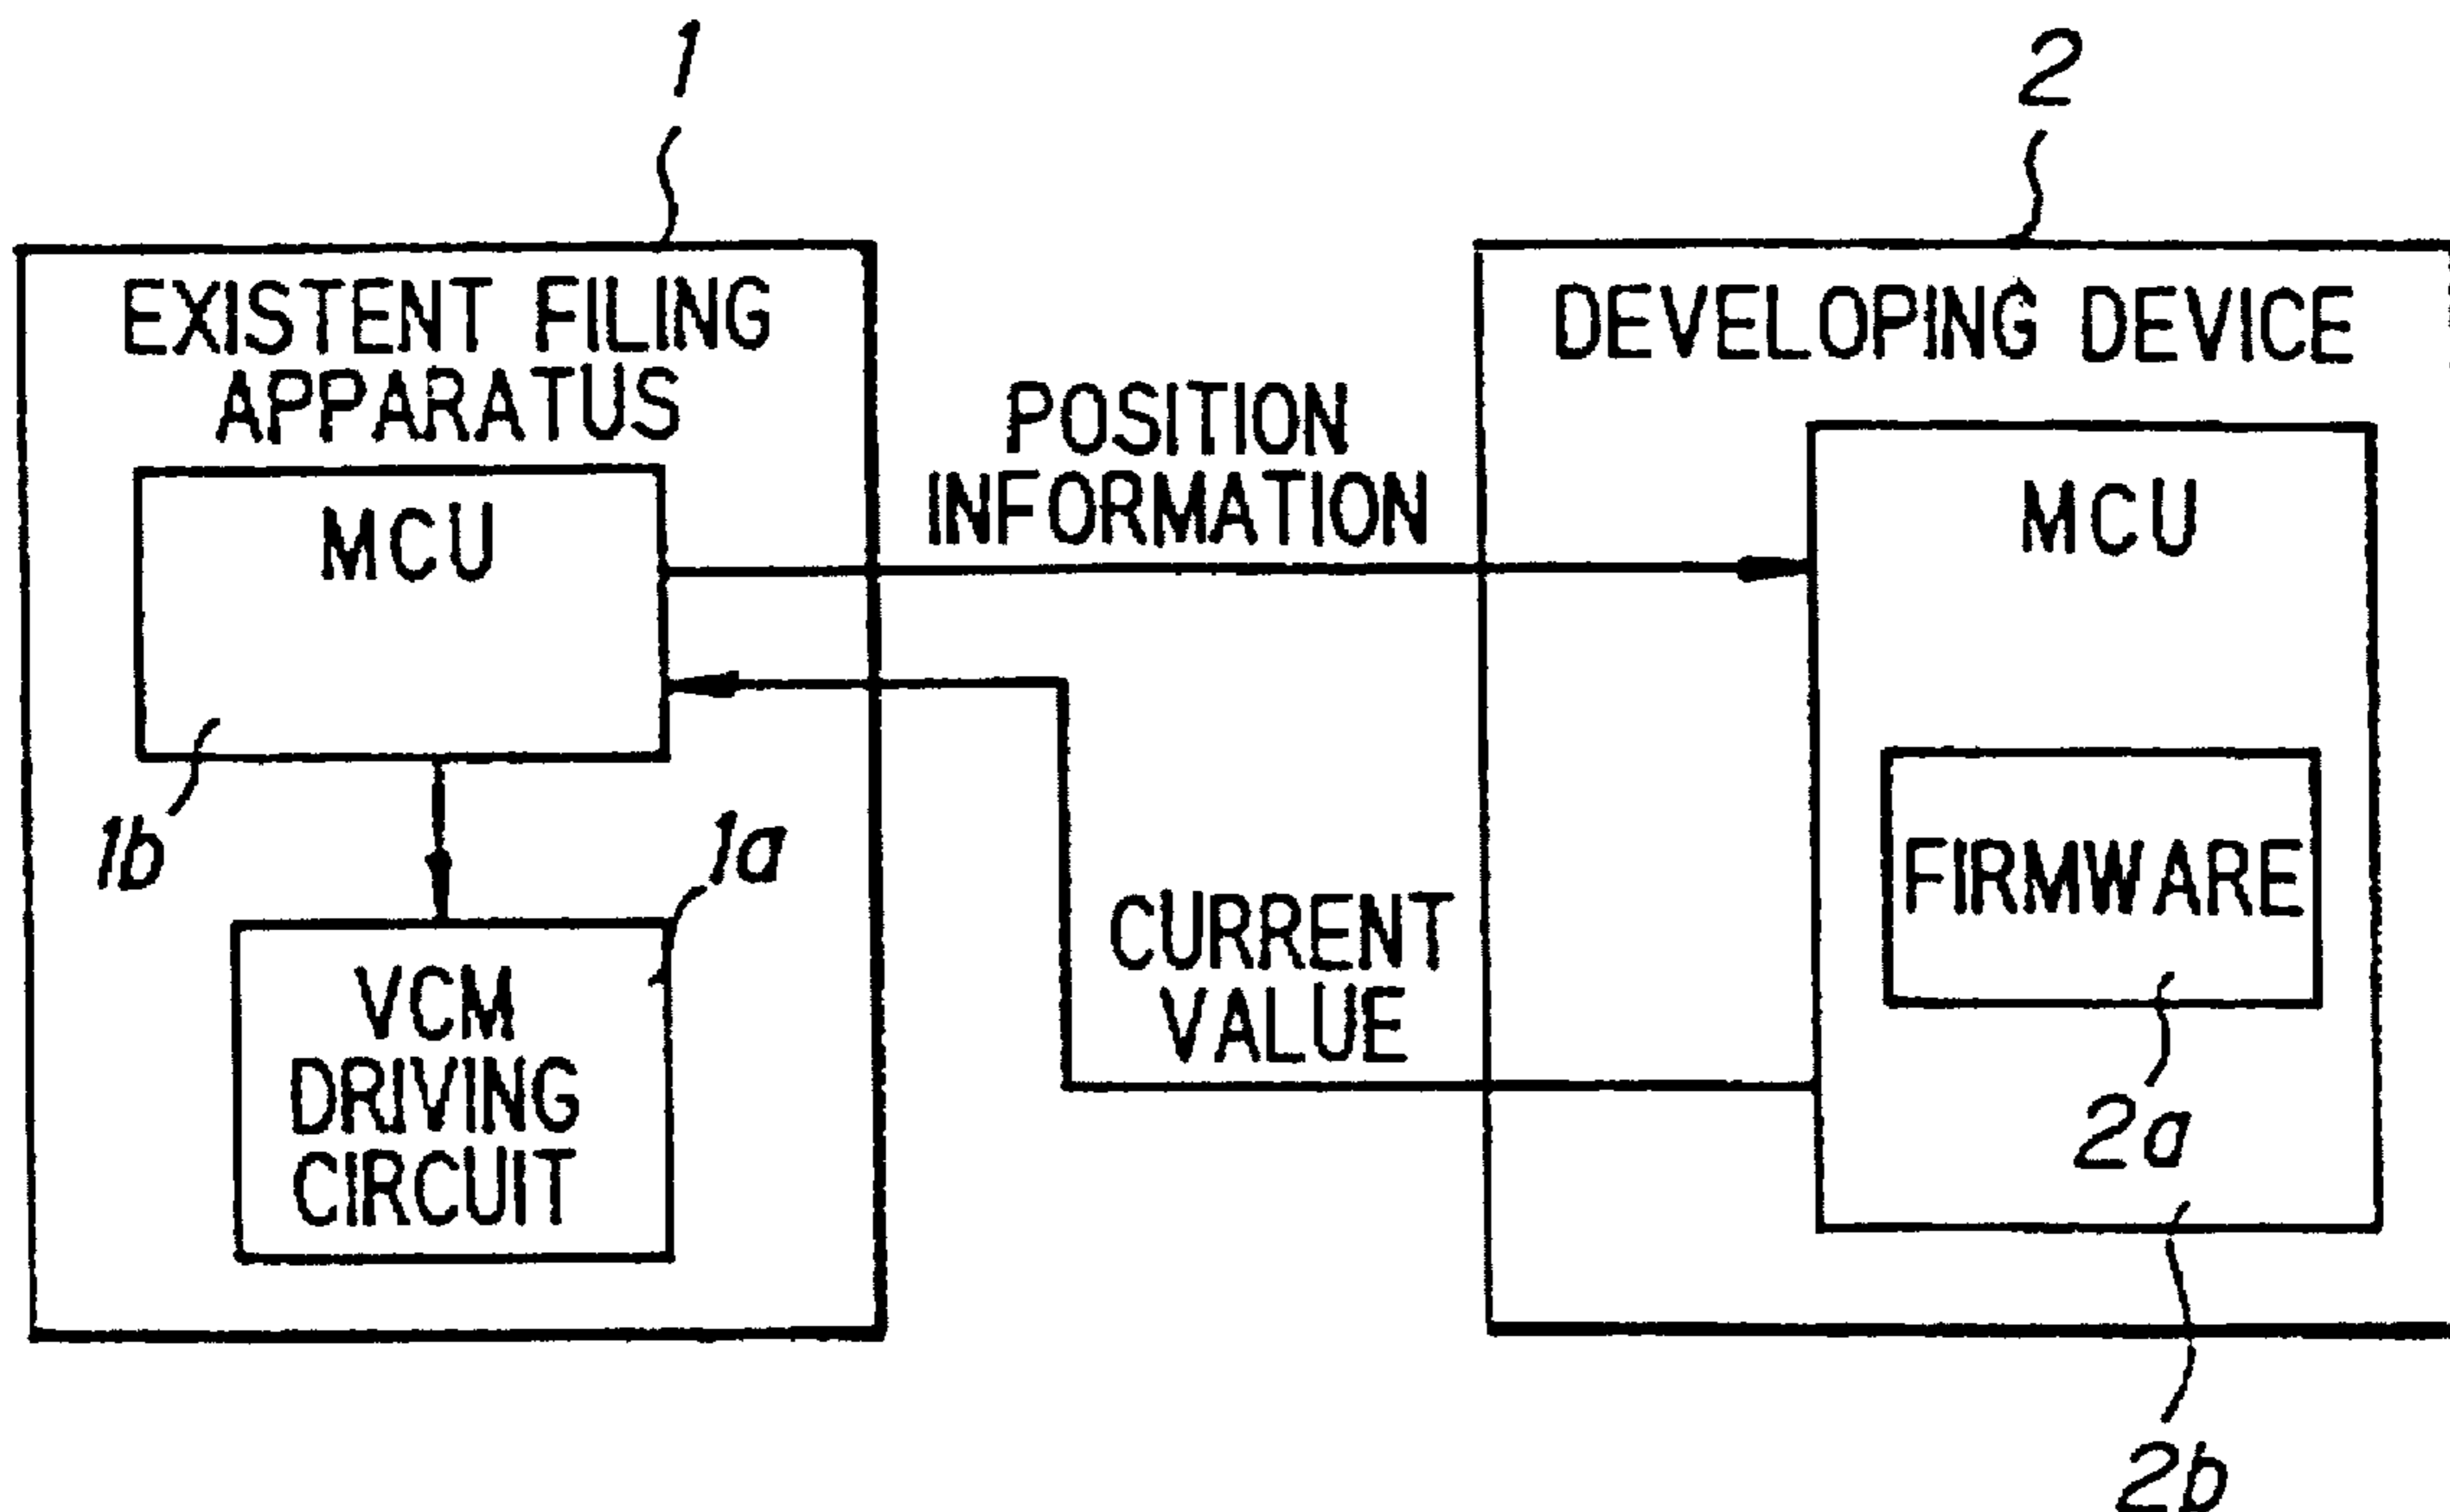 1
2
EXISTENT FILING
APPARATUS
MCU
1b
1a
VCM
DRIVING
CIRCUIT
POSITION
INFORMATION
CURRENT
VALUE
DEVELOPING DEVICE
MCU
FIRMWARE
2a
2b